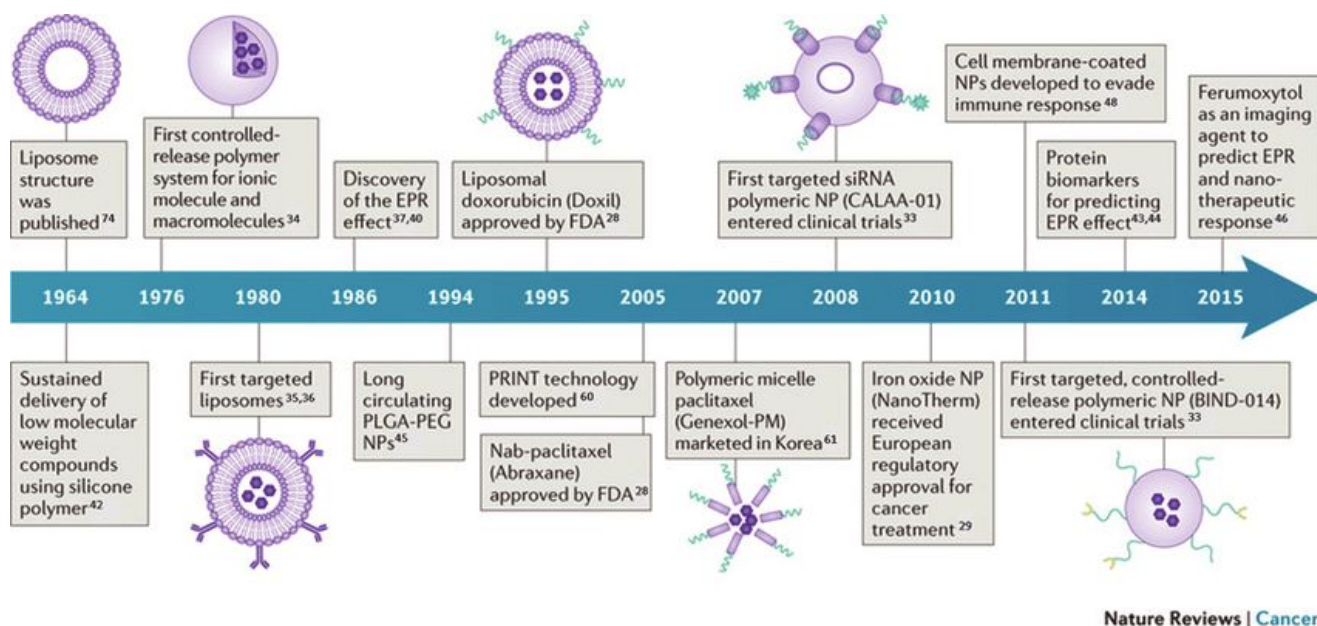 Liposome
structure
was
published 74
First controlled-
release polymer
system for ionic
molecule and
macromolecules 34
Discovery
of the EPR
effect 37,40
Liposomal
doxorubicin (Doxil)
approved by FDA 28
First targeted siRNA
polymeric NP (CALAA-01)
entered clinical trials 33
Cell membrane-coated
NPs developed to evade
immune response 48
Protein
biomarkers
for predicting
EPR effect 43,44
Ferumoxytol
as an imaging
agent to
predict EPR
and nano-
therapeutic
response 46
1964 1976 1980 1986 1994 1995 2005 2007 2008 2010 2011 2014 2015
Sustained
delivery of
low molecular
weight
compounds
using silicone
polymer 42
First targeted
liposomes 35,36
Long
circulating
PLGA-PEG
NPs 45
PRINT technology
developed 60
Nab-paclitaxel
(Abraxane)
approved by FDA 28
Polymeric micelle
paclitaxel
(Genexol-PM)
marketed in Korea 61
Iron oxide NP
(NanoTherm)
received
European
regulatory
approval for
cancer
treatment 29
First targeted, controlled-
release polymeric NP (BIND-014)
entered clinical trials 33
Nature Reviews | Cancer